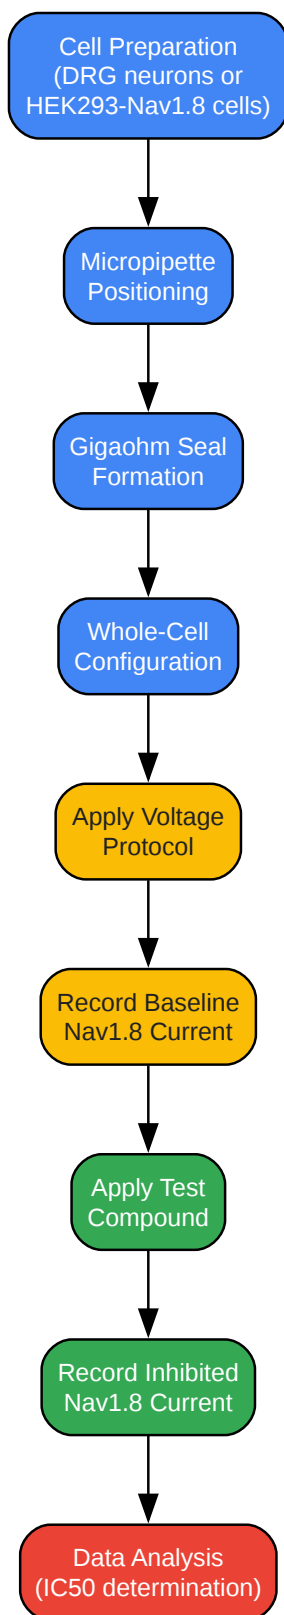 Cell Preparation
(DRG neurons or
HEK293-Nav1.8 cells)
Micropipette
Positioning
Gigaohm Seal
Formation
Whole-Cell
Configuration
Apply Voltage
Protocol
Record Baseline
Nav1.8 Current
Apply Test
Compound
Record Inhibited
Nav1.8 Current
Data Analysis
(IC50 determination)